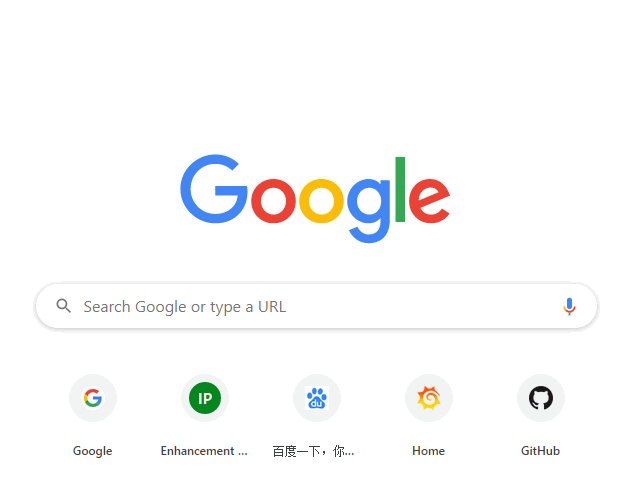 Google
Search Google or type a URL
G
IP
du
Google
Enhancement ...
百度一下，你...
Home
GitHub